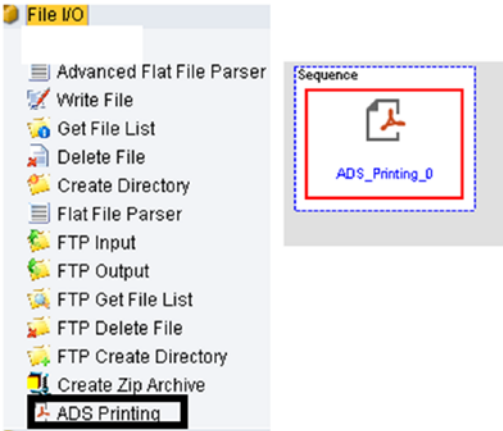 File I/O
Advanced Flat File Parser
Write File
Get File List
Delete File
Create Directory
Flat File Parser
FTP Input
FTP Output
FTP Get File List
FTP Delete File
FTP Create Directory
Create Zip Archive
ADS Printing
Sequence
ADS_Printing_0